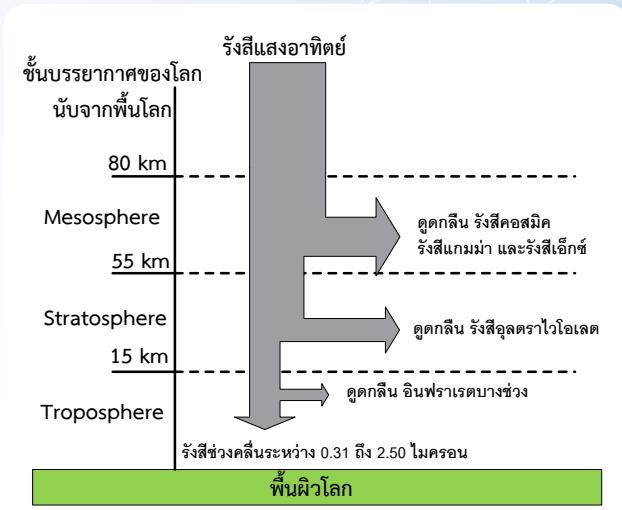 รังสีแสงอาทิตย์
ชั้นบรรยากาศของโลก
นับจากพื้นโลก
80 km
Mesosphere
ดูดกลืน รังสีคอสมิค
รังสีแกมม่า และรังสีเอ็กซ์
55 km
Stratosphere
ดูดกลืน รังสีอุลตราไวโอเลต
15 km
ดูดกลืน อินฟราเรตบางช่วง
Troposphere
รังสีช่วงคลื่นระหว่าง 0.31 ถึง 2.50 ไมครอน
พื้นผิวโลก